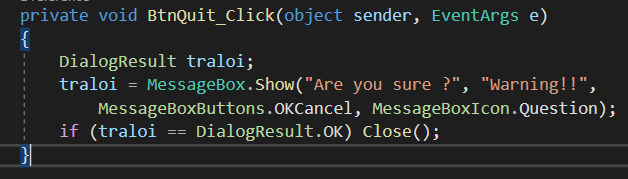 private void BtnQuit_Click(object sender, EventArgs e)
{
DialogResult traloi;
traloi = MessageBox.Show("Are you sure ?", "Warning!!",
MessageBoxButtons.OKCancel, MessageBoxIcon.Question);
if (traloi == DialogResult.OK) Close();
}